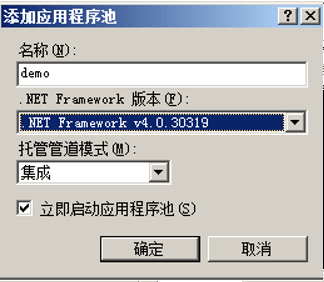 添加应用程序池
名称(N):
demo
.NET Framework 版本(F):
.NET Framework v4.0.30319
托管管道模式(M):
集成
立即启动应用程序池(S)
确定
取消